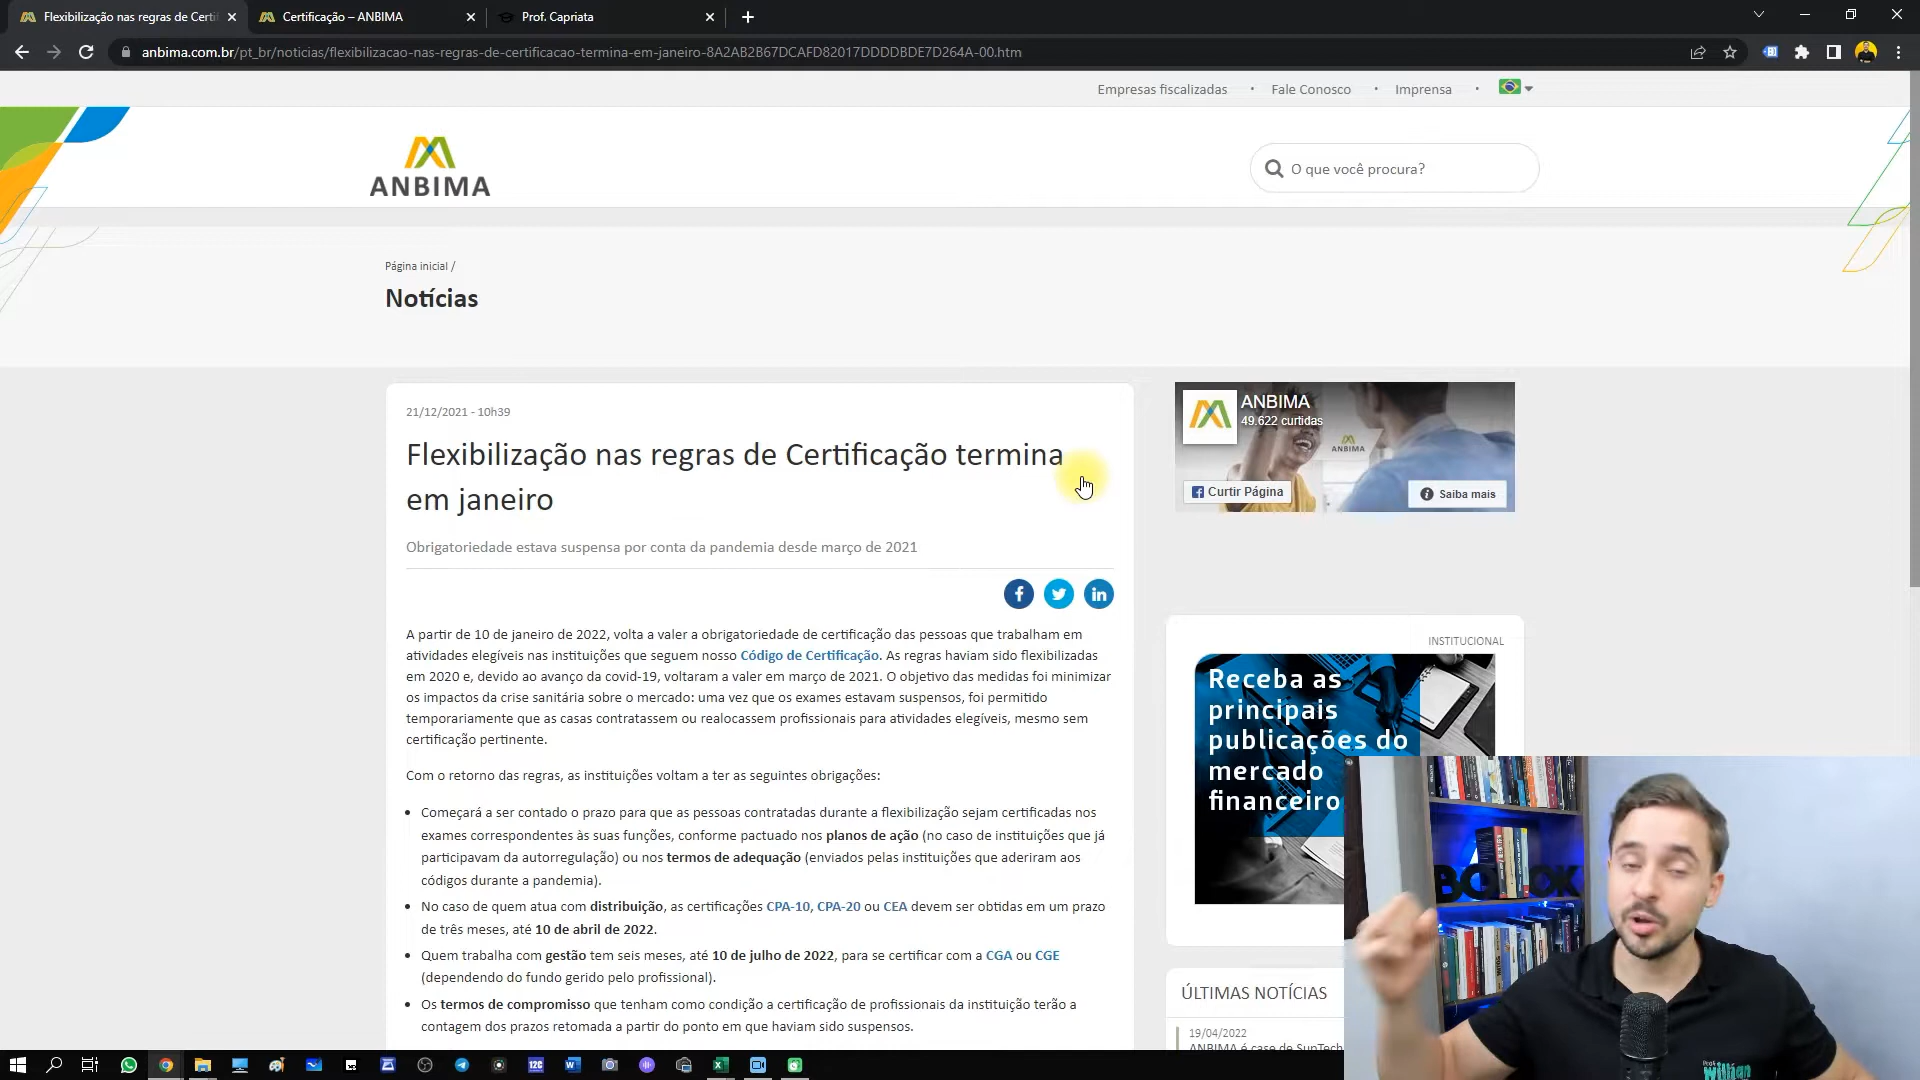 Flexibilização nas regras de Certi
Certificação – ANBIMA
Prof. Capriata
anbima.com.br/pt_br/noticias/flexibilizacao-nas-regras-de-certificacao-termina-em-janeiro-8A2AB2B67DCAFD82017DDDDBDE7D264A-00.htm
Empresas fiscalizadas • Fale Conosco • Imprensa •
ANBIMA
O que você procura?
Página inicial /
Notícias
21/12/2021 - 10h39
Flexibilização nas regras de Certificação termina
em janeiro
Obrigatoriedade estava suspensa por conta da pandemia desde março de 2021
A partir de 10 de janeiro de 2022, volta a valer a obrigatoriedade de certificação das pessoas que trabalham em
atividades elegíveis nas instituições que seguem nosso Código de Certificação. As regras haviam sido flexibilizadas
em 2020 e, devido ao avanço da covid-19, voltaram a valer em março de 2021. O objetivo das medidas foi minimizar
os impactos da crise sanitária sobre o mercado: uma vez que os exames estavam suspensos, foi permitido
temporariamente que as casas contratassem ou realocassem profissionais para atividades elegíveis, mesmo sem
certificação pertinente.
Com o retorno das regras, as instituições voltam a ter as seguintes obrigações:
• Começará a ser contado o prazo para que as pessoas contratadas durante a flexibilização sejam certificadas nos
exames correspondentes às suas funções, conforme pactuado nos planos de ação (no caso de instituições que já
participavam da autorregulação) ou nos termos de adequação (enviados pelas instituições que aderiram aos
códigos durante a pandemia).
• No caso de quem atua com distribuição, as certificações CPA-10, CPA-20 ou CEA devem ser obtidas em um prazo
de três meses, até 10 de abril de 2022.
• Quem trabalha com gestão tem seis meses, até 10 de julho de 2022, para se certificar com a CGA ou CGE
(dependendo do fundo gerido pelo profissional).
• Os termos de compromisso que tenham como condição a certificação de profissionais da instituição terão a
contagem dos prazos retomada a partir do ponto em que haviam sido suspensos.
ANBIMA
49.622 curtidas
ANBIMA
Curtir Página
Saiba mais
INSTITUCIONAL
Receba as
principais
publicações do
mercado
financeiro
ÚLTIMAS NOTÍCIAS
19/04/2022
ANBIMA é case de SupTech
Prof.
willian
12C